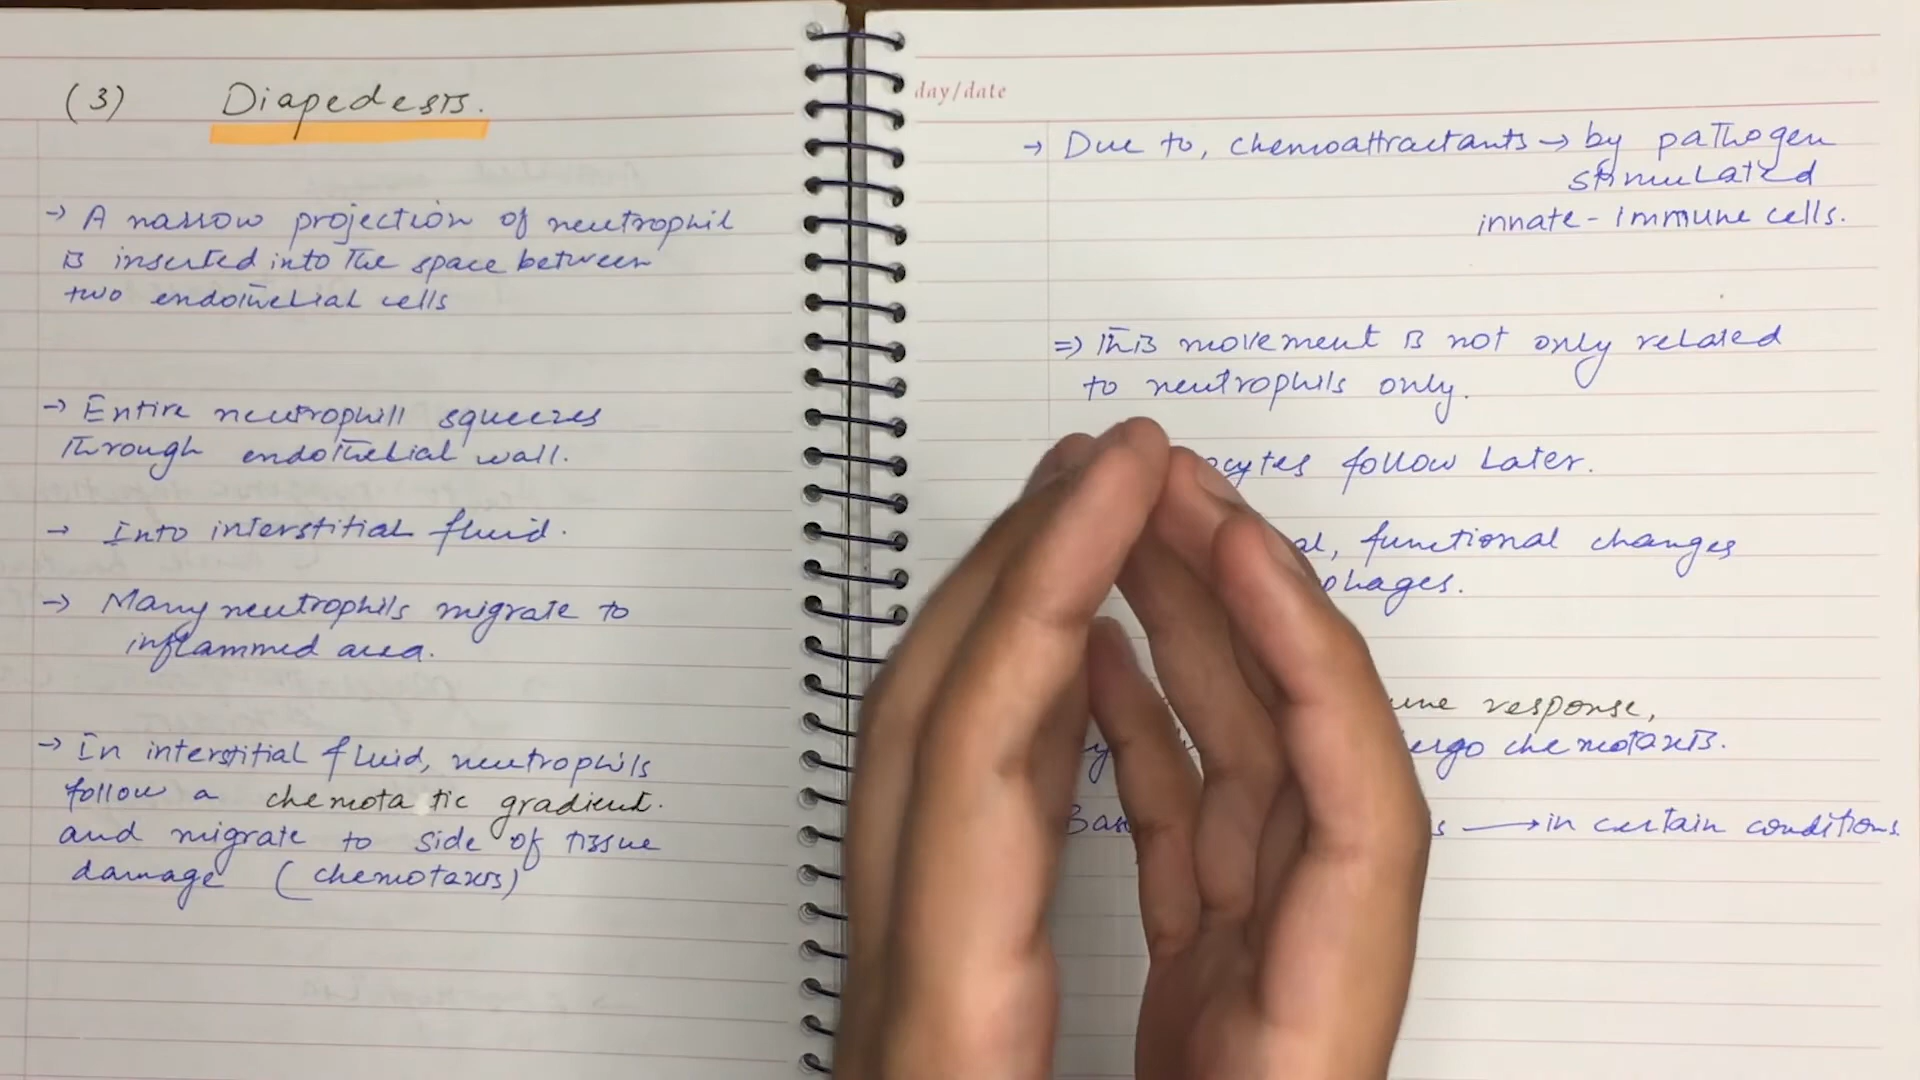 (3) Diapedesis.
→ A narrow projection of neutrophil
is inserted into the space between
two endothelial cells
→ Entire neutrophill squeezes
through endothelial wall.
→ Into interstitial fluid.
→ Many neutrophils migrate to
inflammed area.
→ In interstitial fluid, neutrophils
follow a chemotatic gradient.
and migrate to side of tissue
damage (chemotaxis)
day/date
→ Due to, chemoattractants → by pathogen
stimulated
innate-immune cells.
⇒ This movement is not only related
to neutrophils only.
follow later.
functional changes
response,
chemotaxis.
→ in certain conditions.